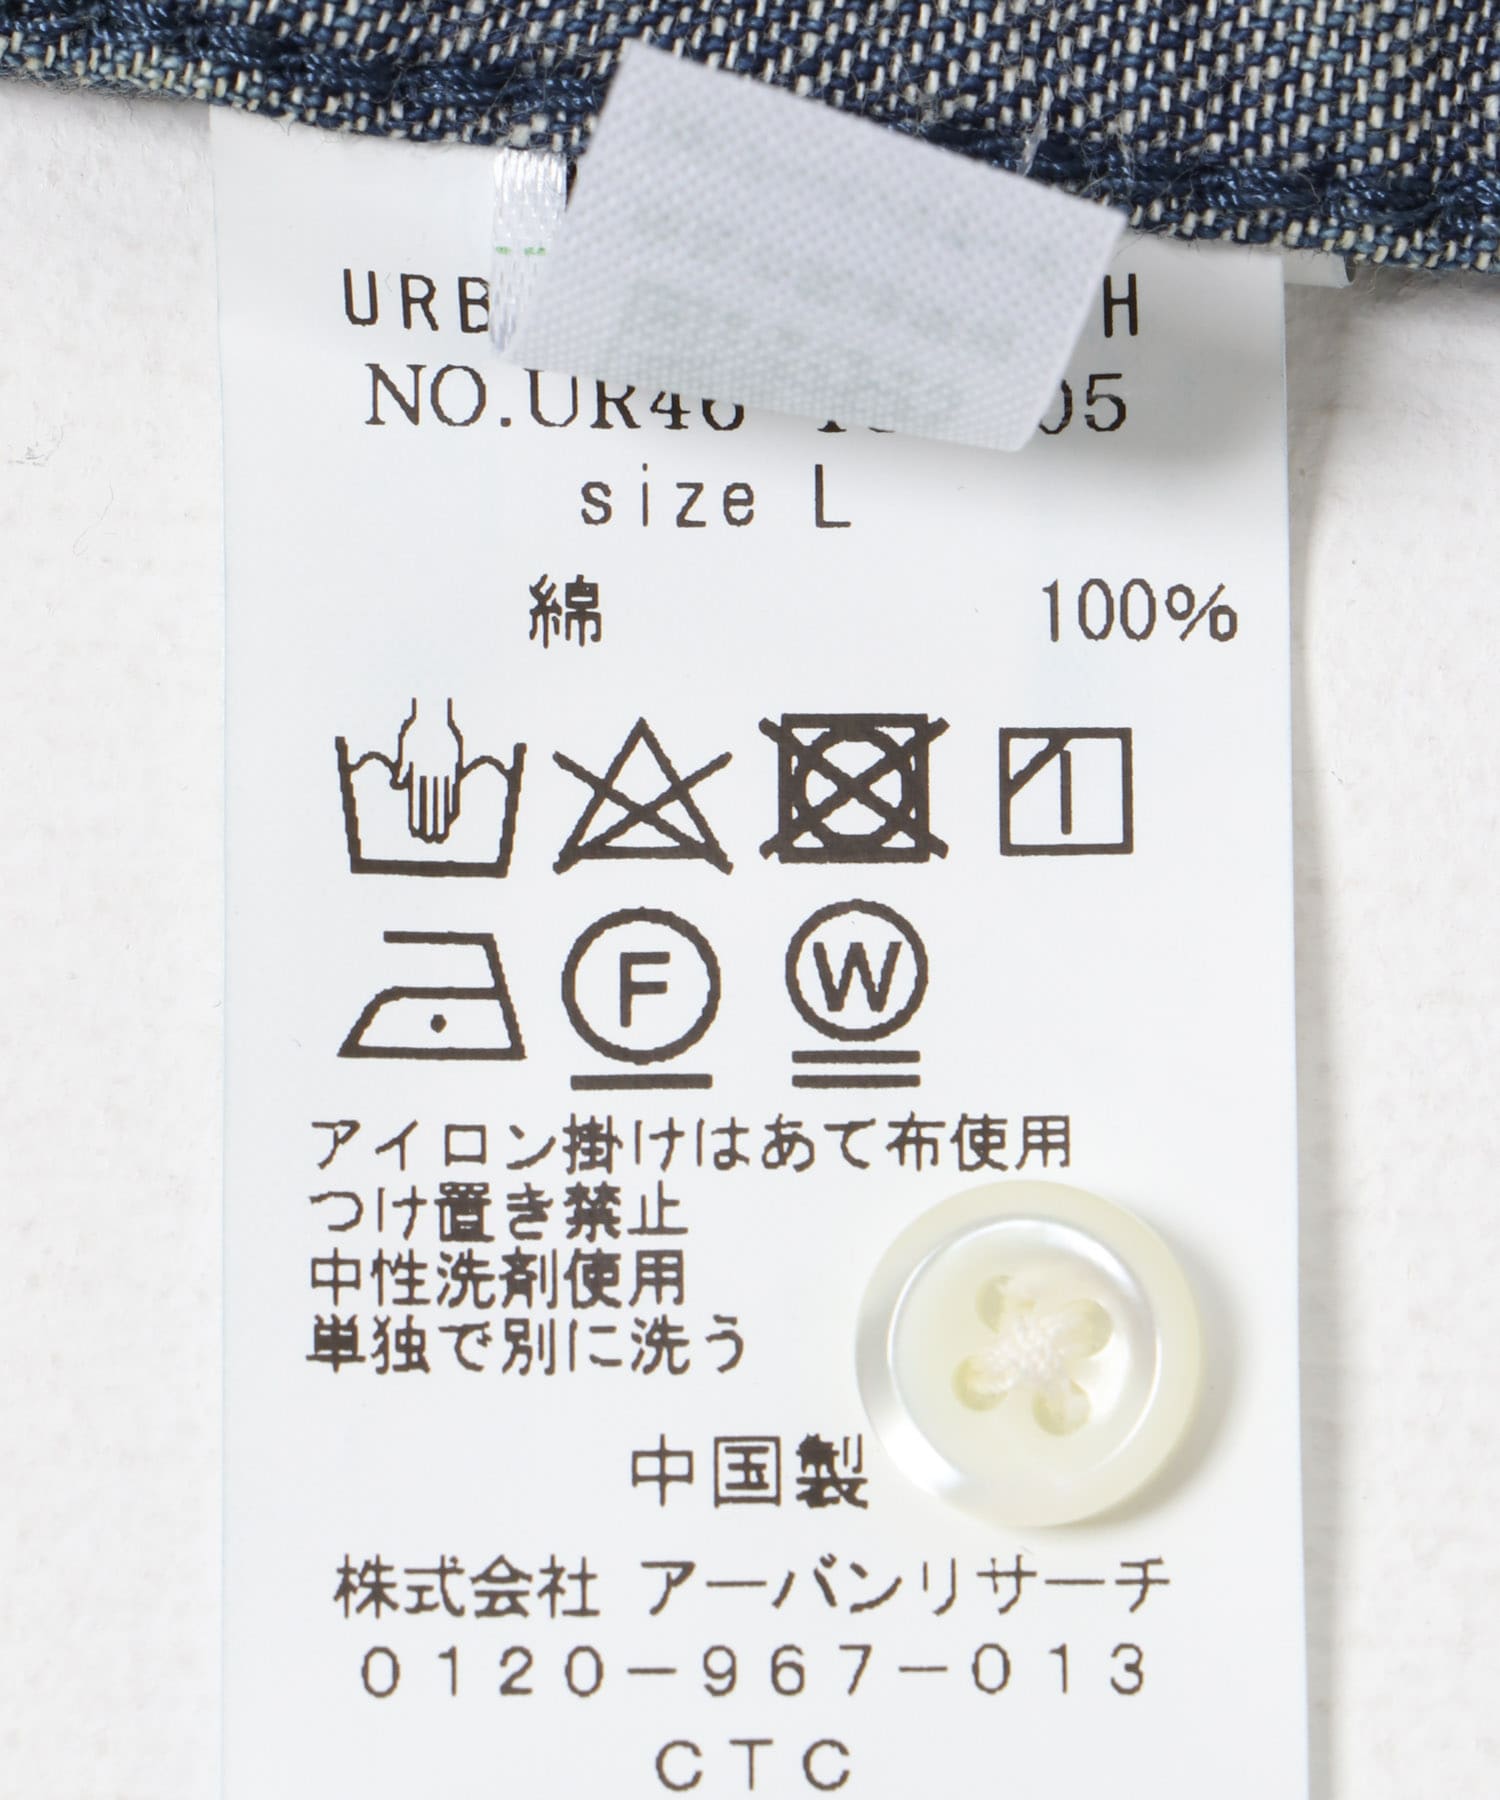 NO.
size L
綿 100%
F W
アイロン掛けはあて布使用
つけ置き禁止
中性洗剤使用
単独で別に洗う
中国製
株式会社 アーバンリサーチ
0120-967-013
CTC